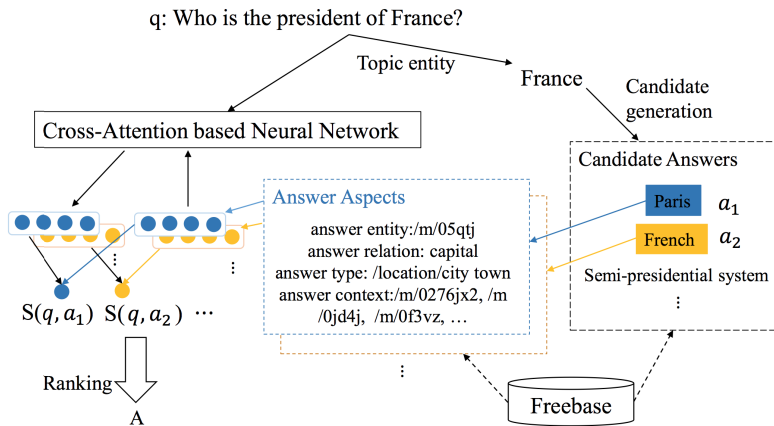 q: Who is the president of France?
Topic entity
France
Candidate
generation
Cross-Attention based Neural Network
Candidate Answers
Answer Aspects
Paris a₁
answer entity:/m/05qtj
French a₂
answer relation: capital
answer type: /location/city town
Semi-presidential system
answer context:/m/0276jx2, /m
/0jd4j, /m/0f3vz, ...
⋮
⋮
⋮
S(q, a₁) S(q, a₂) ...
⋮
Ranking
Freebase
A